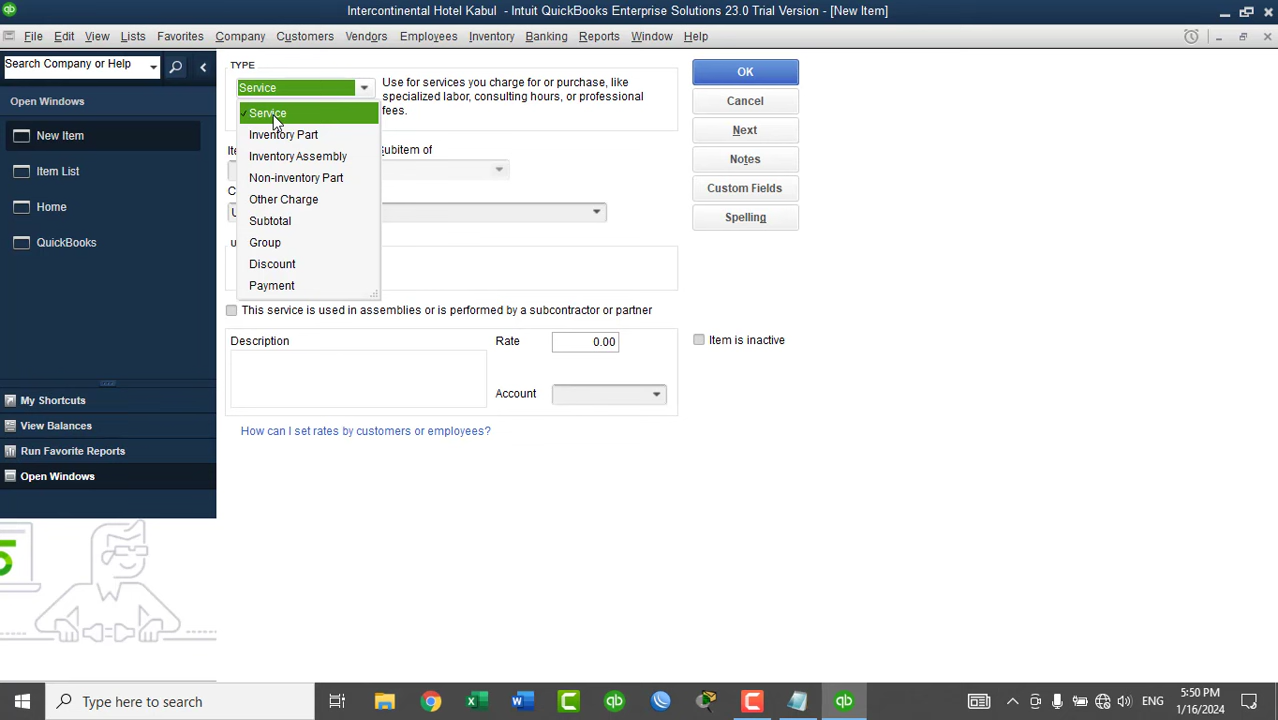 Intercontinental Hotel Kabul - Intuit QuickBooks Enterprise Solutions 23.0 Trial Version - [New Item]
File Edit View Lists Favorites Company Customers Vendors Employees Inventory Banking Reports Window Help
Search Company or Help
Open Windows
New Item
Item List
Home
QuickBooks
My Shortcuts
View Balances
Run Favorite Reports
Open Windows
TYPE
Service
Use for services you charge for or purchase, like
specialized labor, consulting hours, or professional
fees.
Service
Inventory Part
Inventory Assembly
Non-inventory Part
Other Charge
Subtotal
Group
Discount
Payment
Subitem of
This service is used in assemblies or is performed by a subcontractor or partner
Description
Rate
0.00
Account
How can I set rates by customers or employees?
OK
Cancel
Next
Notes
Custom Fields
Spelling
Item is inactive
Type here to search
ENG
5:50 PM
1/16/2024